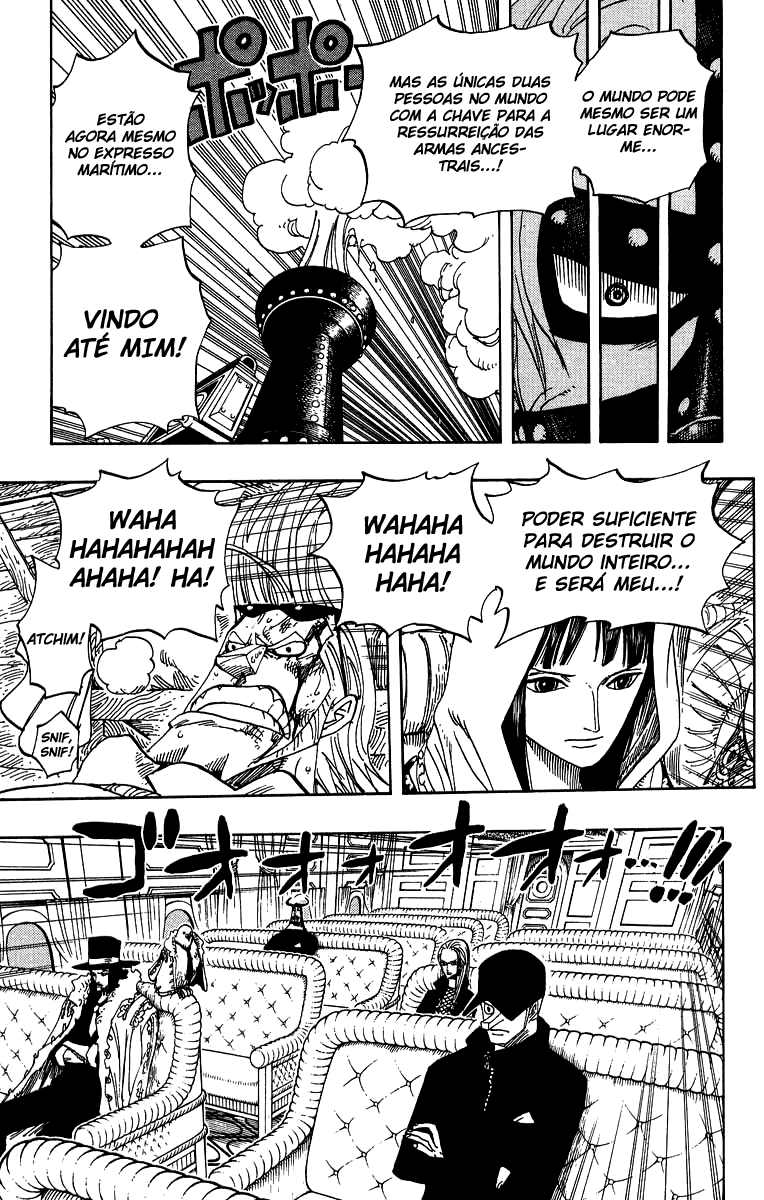 O MUNDO PODE
MESMO SER UM
LUGAR ENOR-
ME...
MAS AS ÚNICAS DUAS
PESSOAS NO MUNDO
COM A CHAVE PARA A
RESSURREIÇÃO DAS
ARMAS ANCES-
TRAIS...!
ポッポー
ESTÃO
AGORA MESMO
NO EXPRESSO
MARÍTIMO...
VINDO
ATÉ MIM!
PODER SUFICIENTE
PARA DESTRUIR O
MUNDO INTEIRO...
E SERÁ MEU...!
WAHAHA
HAHAHA
HAHA!
WAHA
HAHAHAHAH
AHAHA! HA!
ATCHIM!
SNIF,
SNIF!
ゴオオオオオ...!!!